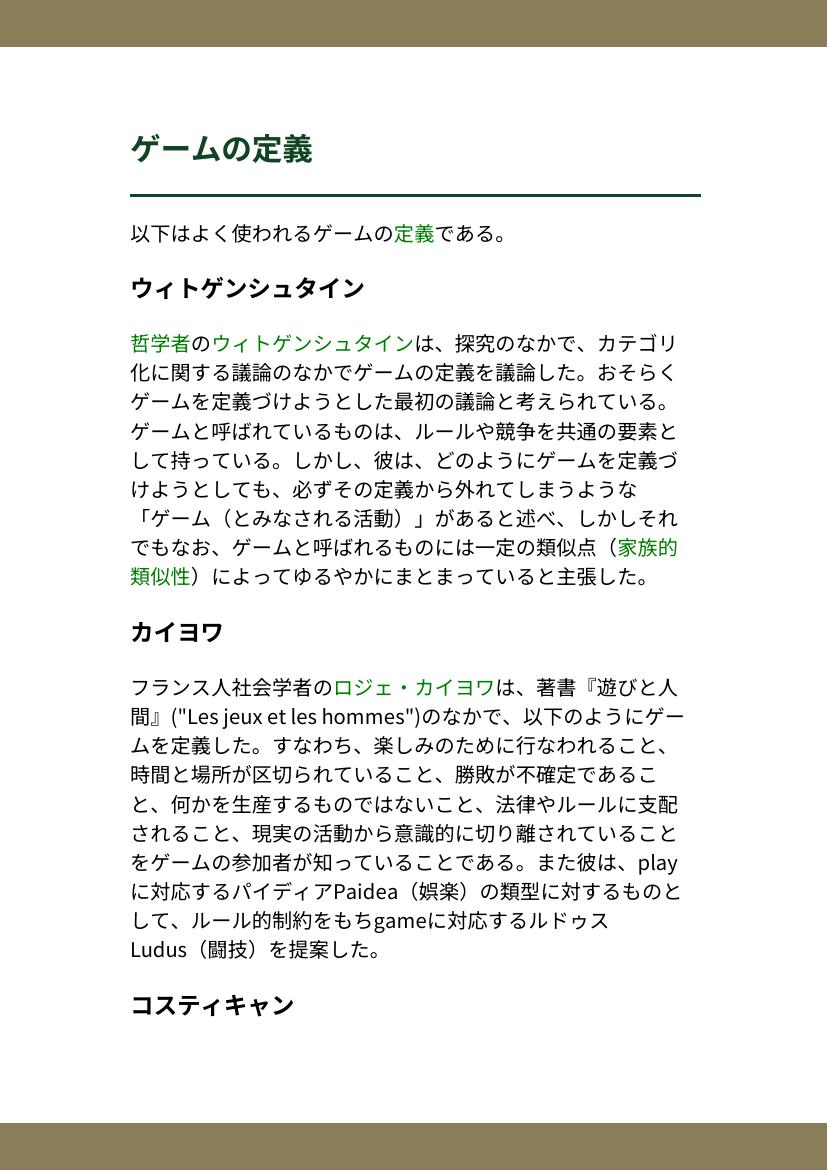 ゲームの定義
以下はよく使われるゲームの定義である。
ウィトゲンシュタイン
哲学者のウィトゲンシュタインは、探究のなかで、カテゴリ
化に関する議論のなかでゲームの定義を議論した。おそらく
ゲームを定義づけようとした最初の議論と考えられている。
ゲームと呼ばれているものは、ルールや競争を共通の要素と
して持っている。しかし、彼は、どのようにゲームを定義づ
けようとしても、必ずその定義から外れてしまうような
「ゲーム（とみなされる活動）」があると述べ、しかしそれ
でもなお、ゲームと呼ばれるものには一定の類似点（家族的
類似性）によってゆるやかにまとまっていると主張した。
カイヨワ
フランス人社会学者のロジェ・カイヨワは、著書『遊びと人
間』("Les jeux et les hommes")のなかで、以下のようにゲー
ムを定義した。すなわち、楽しみのために行なわれること、
時間と場所が区切られていること、勝敗が不確定であるこ
と、何かを生産するものではないこと、法律やルールに支配
されること、現実の活動から意識的に切り離されていること
をゲームの参加者が知っていることである。また彼は、play
に対応するパイディアPaidea（娯楽）の類型に対するものと
して、ルール的制約をもちgameに対応するルドゥス
Ludus（闘技）を提案した。
コスティキャン